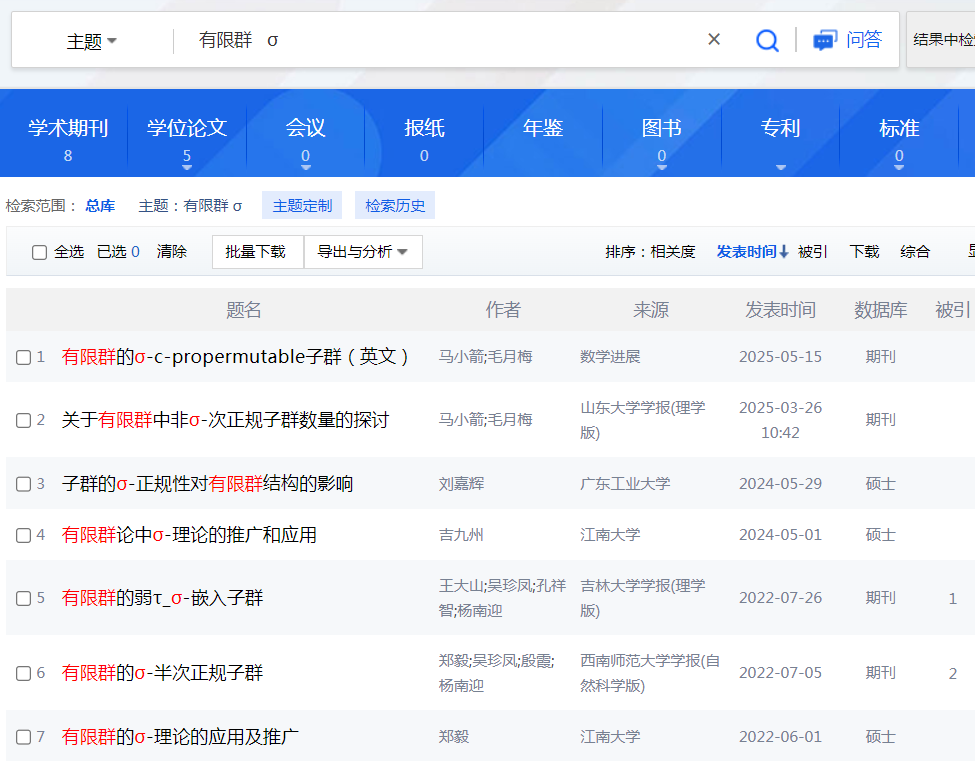 主题 有限群 σ × 问答 结果中检
学术期刊 学位论文 会议 报纸 年鉴 图书 专利 标准
8 5 0 0 0 0
检索范围： 总库 主题：有限群 σ 主题定制 检索历史
全选 已选 0 清除 批量下载 导出与分析 排序：相关度 发表时间↓ 被引 下载 综合
题名 作者 来源 发表时间 数据库 被引
1 有限群的σ-c-propermutable子群（英文） 马小箭;毛月梅 数学进展 2025-05-15 期刊
2 关于有限群中非σ-次正规子群数量的探讨 马小箭;毛月梅 山东大学学报(理学
版) 2025-03-26
10:42 期刊
3 子群的σ-正规性对有限群结构的影响 刘嘉辉 广东工业大学 2024-05-29 硕士
4 有限群论中σ-理论的推广和应用 吉九州 江南大学 2024-05-01 硕士
5 有限群的弱τ_σ-嵌入子群 王大山;吴珍凤;孔祥
智;杨南迎 吉林大学学报(理学
版) 2022-07-26 期刊 1
6 有限群的σ-半次正规子群 郑毅;吴珍凤;殷霞;
杨南迎 西南师范大学学报(自
然科学版) 2022-07-05 期刊 2
7 有限群的σ-理论的应用及推广 郑毅 江南大学 2022-06-01 硕士